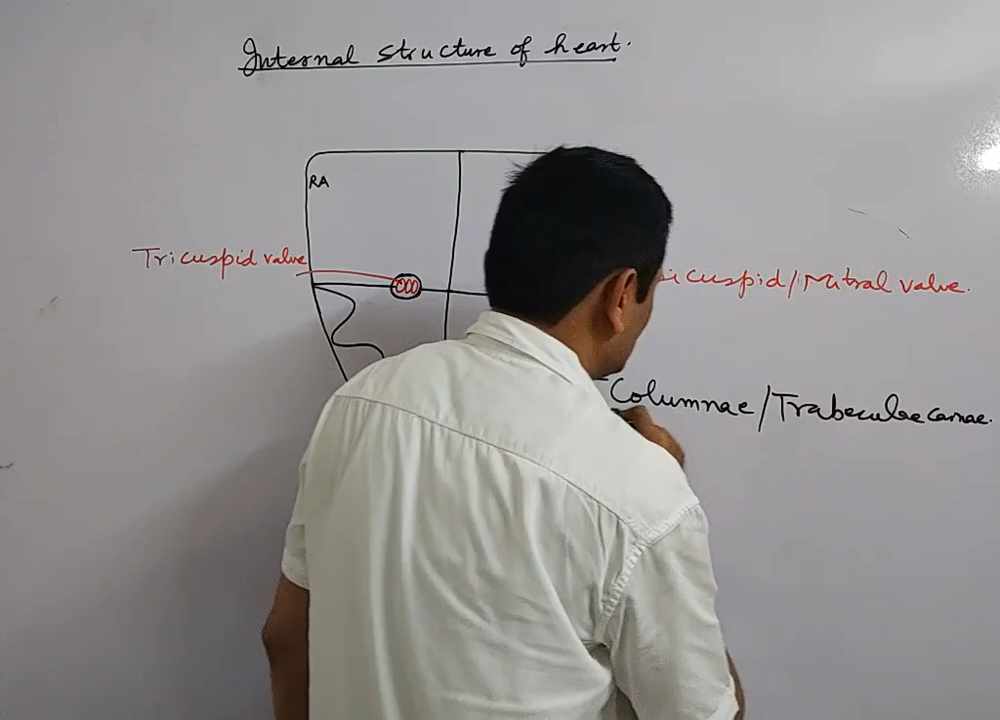 Internal structure of heart.
RA
Tricuspid valve
icuspid/Mitral valve.
Columnae/Trabeculae carnae.